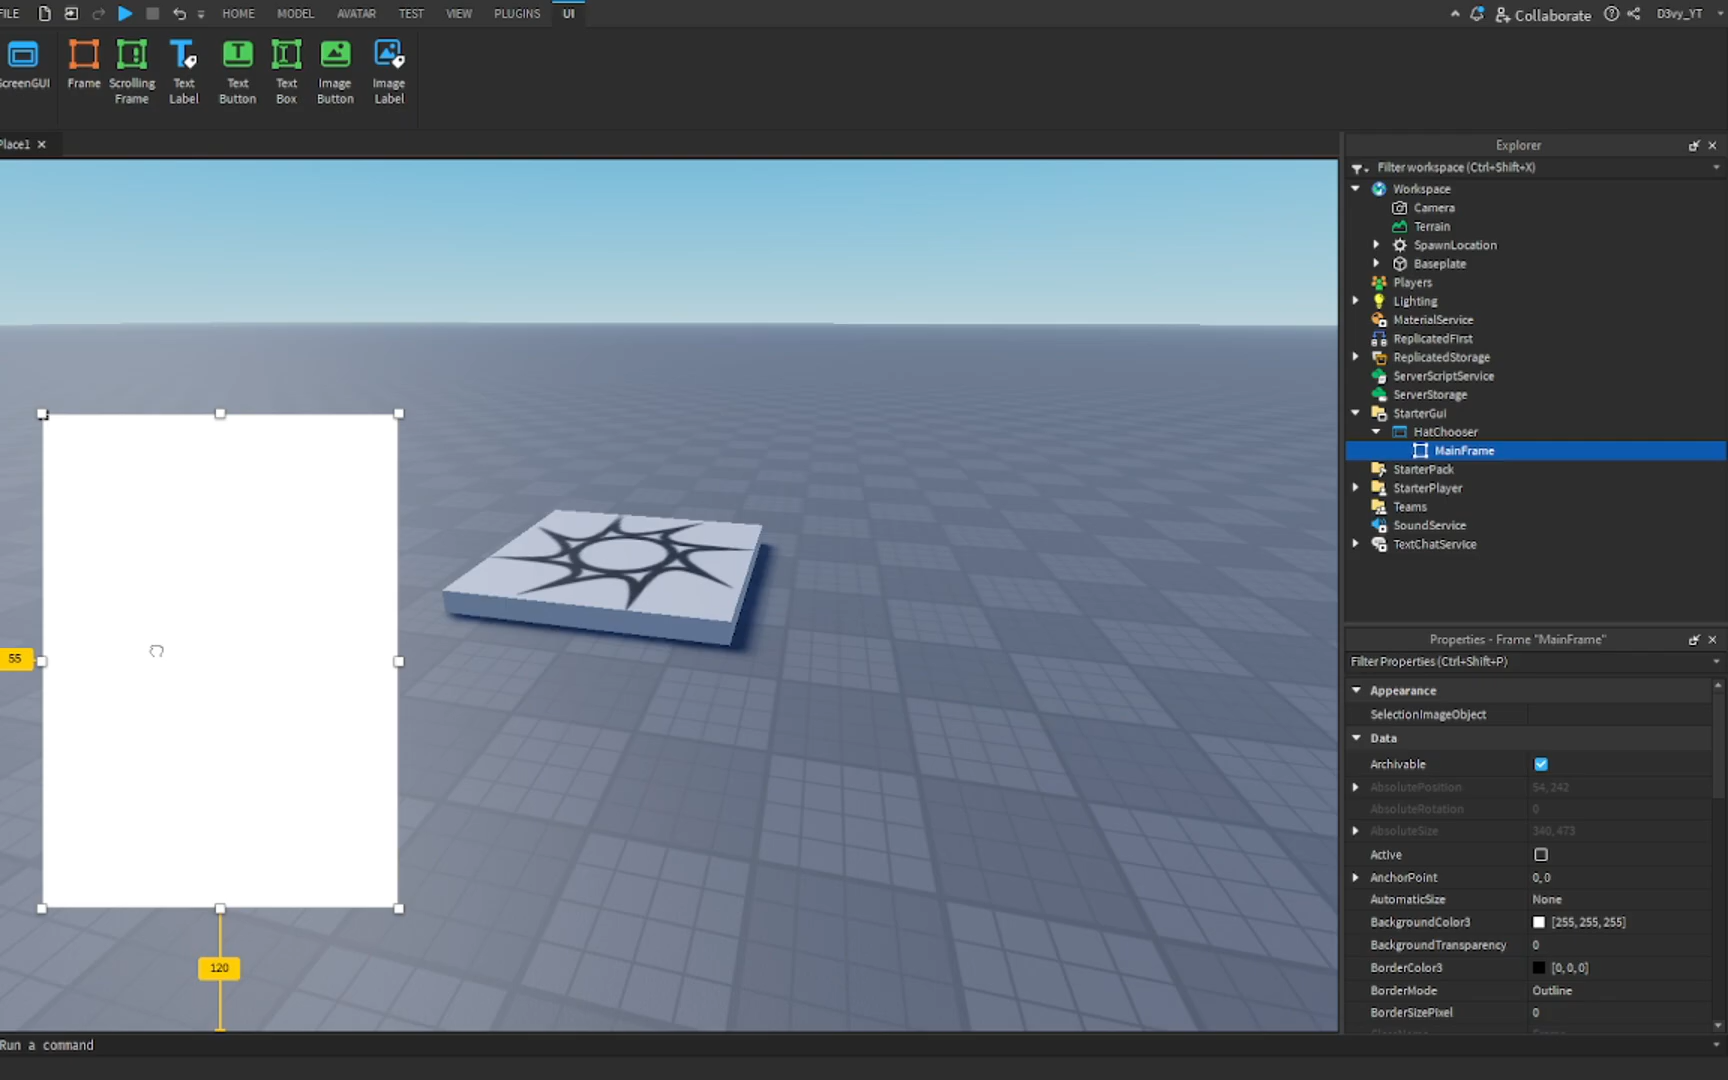 FILE HOME MODEL AVATAR TEST VIEW PLUGINS UI Collaborate D3vy_YT
ScreenGUI Frame Scrolling Frame Text Label Text Button Text Box Image Button Image Label
Place1
Explorer
Filter workspace (Ctrl+Shift+X)
Workspace
Camera
Terrain
SpawnLocation
Baseplate
Players
Lighting
MaterialService
ReplicatedFirst
ReplicatedStorage
ServerScriptService
ServerStorage
StarterGui
HatChooser
MainFrame
StarterPack
StarterPlayer
Teams
SoundService
TextChatService
55
120
Properties - Frame "MainFrame"
Filter Properties (Ctrl+Shift+P)
Appearance
SelectionImageObject
Data
Archivable
AbsolutePosition 54, 242
AbsoluteRotation 0
AbsoluteSize 340, 473
Active
AnchorPoint 0, 0
AutomaticSize None
BackgroundColor3 [255, 255, 255]
BackgroundTransparency 0
BorderColor3 [0, 0, 0]
BorderMode Outline
BorderSizePixel 0
Run a command